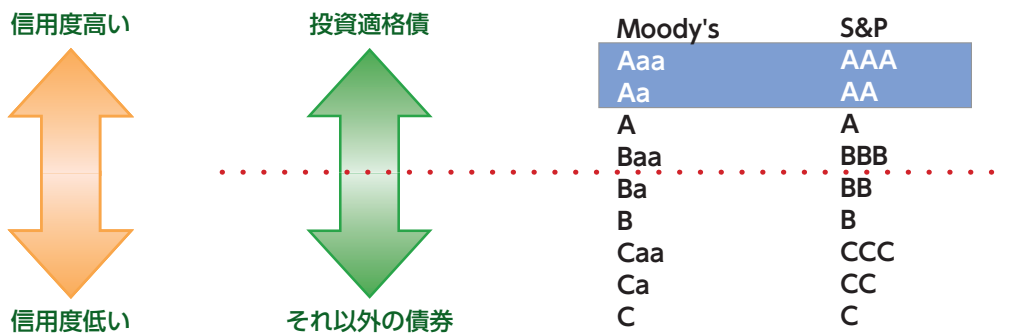 信用度高い
投資適格債
Moody's S&P
Aaa AAA
Aa AA
A A
Baa BBB
Ba BB
B B
Caa CCC
Ca CC
C C
信用度低い
それ以外の債券